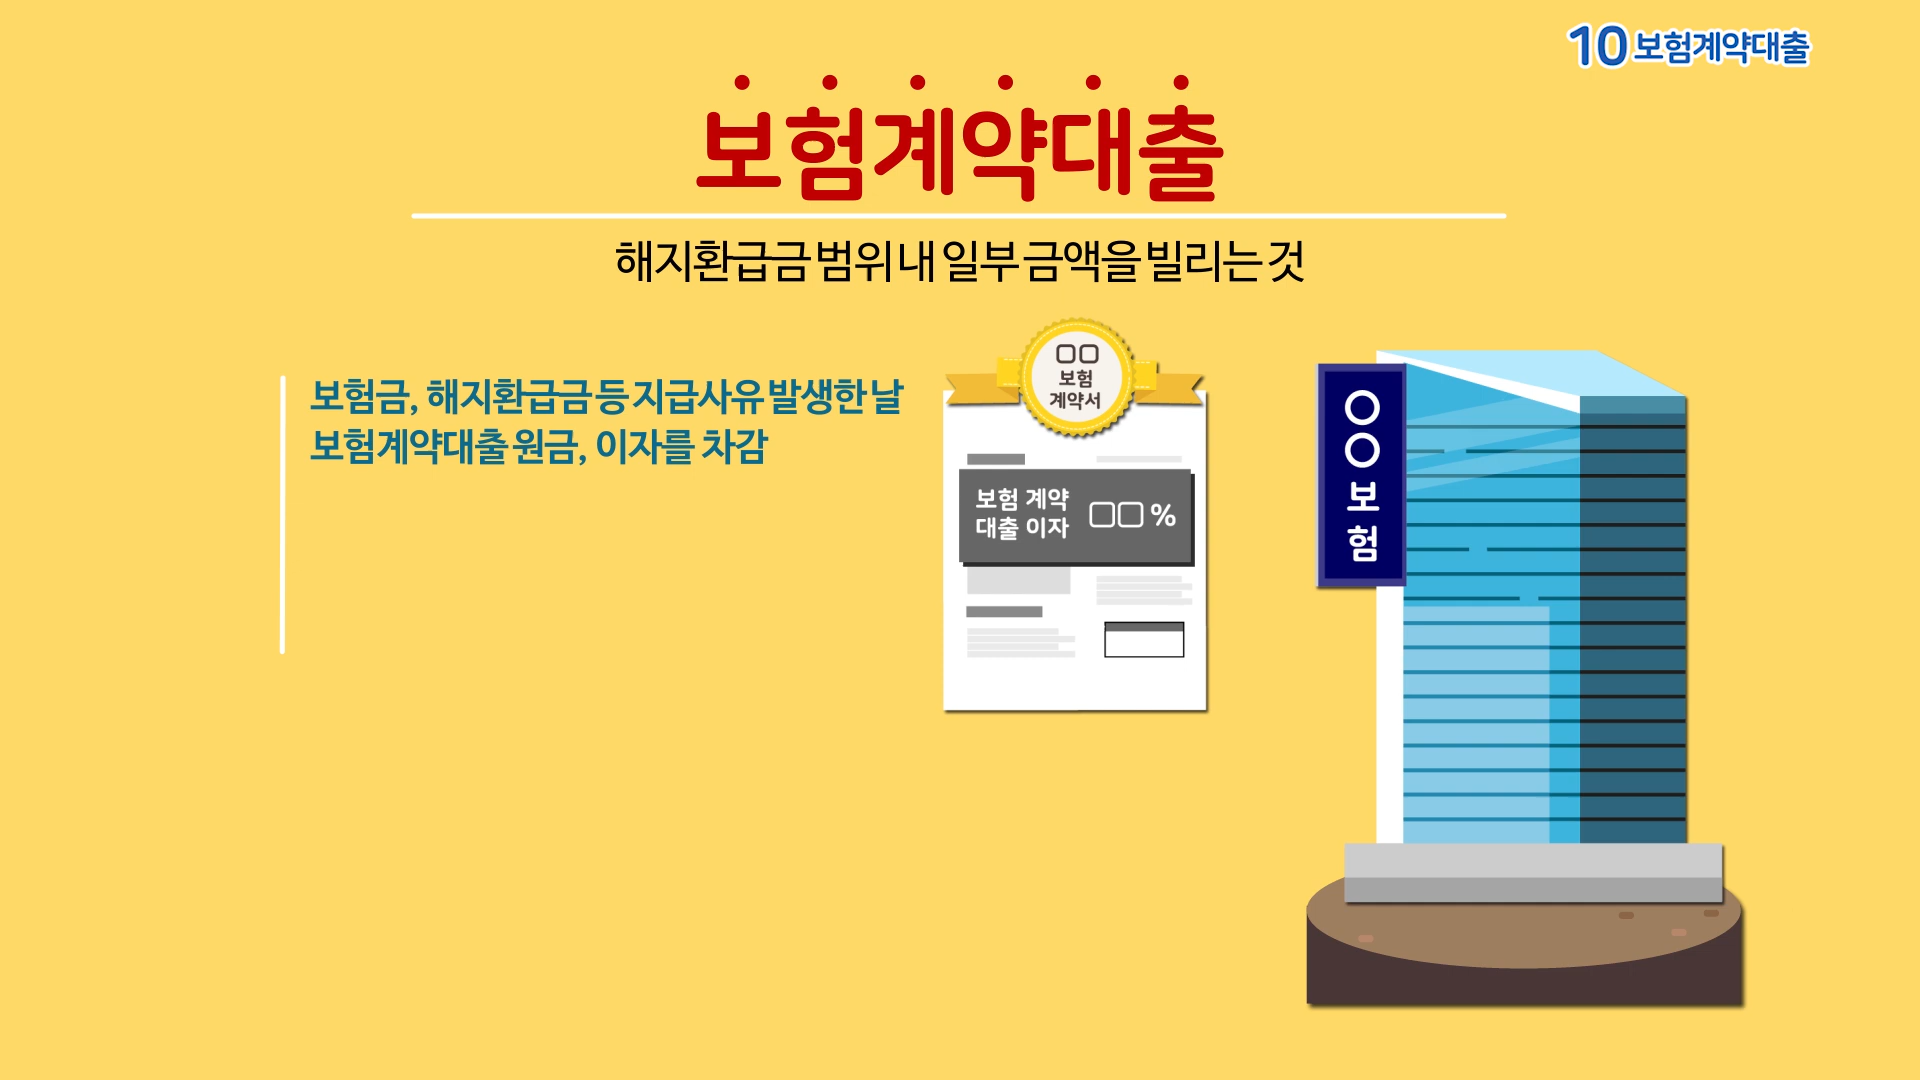 10 보험계약대출
보험계약대출
해지환급금 범위 내 일부 금액을 빌리는 것
보험금, 해지환급금 등 지급사유 발생한 날
보험계약대출 원금, 이자를 차감
□□
보험
계약서
보험 계약
대출 이자 □□ %
○
○
보
험